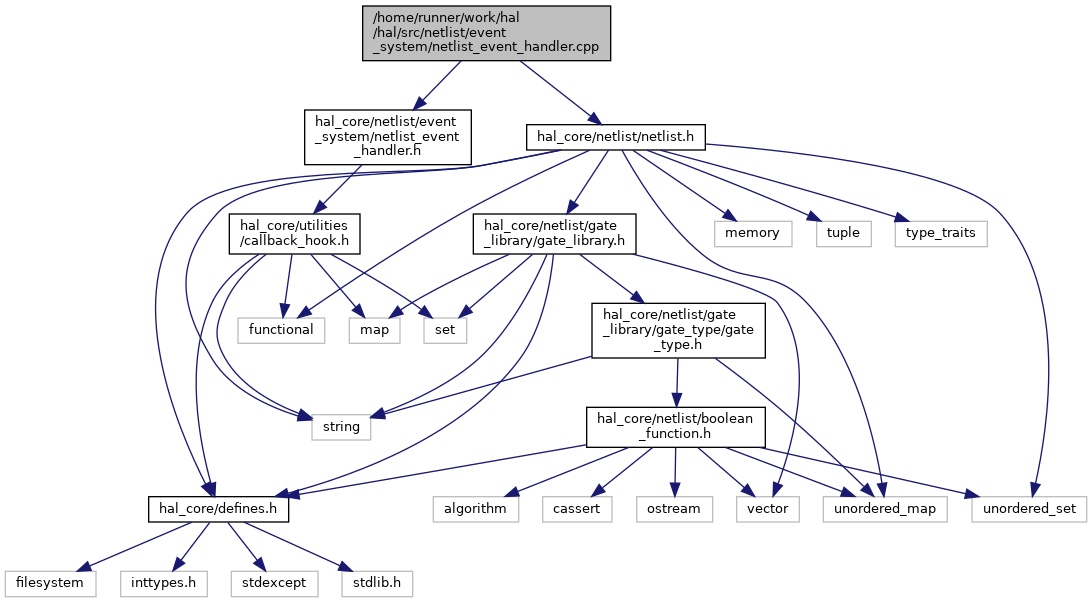 /home/runner/work/hal
/hal/src/netlist/event
_system/netlist_event_handler.cpp
hal_core/netlist/event
_system/netlist_event
_handler.h
hal_core/netlist/netlist.h
hal_core/utilities
/callback_hook.h
hal_core/netlist/gate
_library/gate_library.h
memory
tuple
type_traits
functional
map
set
hal_core/netlist/gate
_library/gate_type/gate
_type.h
string
hal_core/netlist/boolean
_function.h
hal_core/defines.h
algorithm
cassert
ostream
vector
unordered_map
unordered_set
filesystem
inttypes.h
stdexcept
stdlib.h